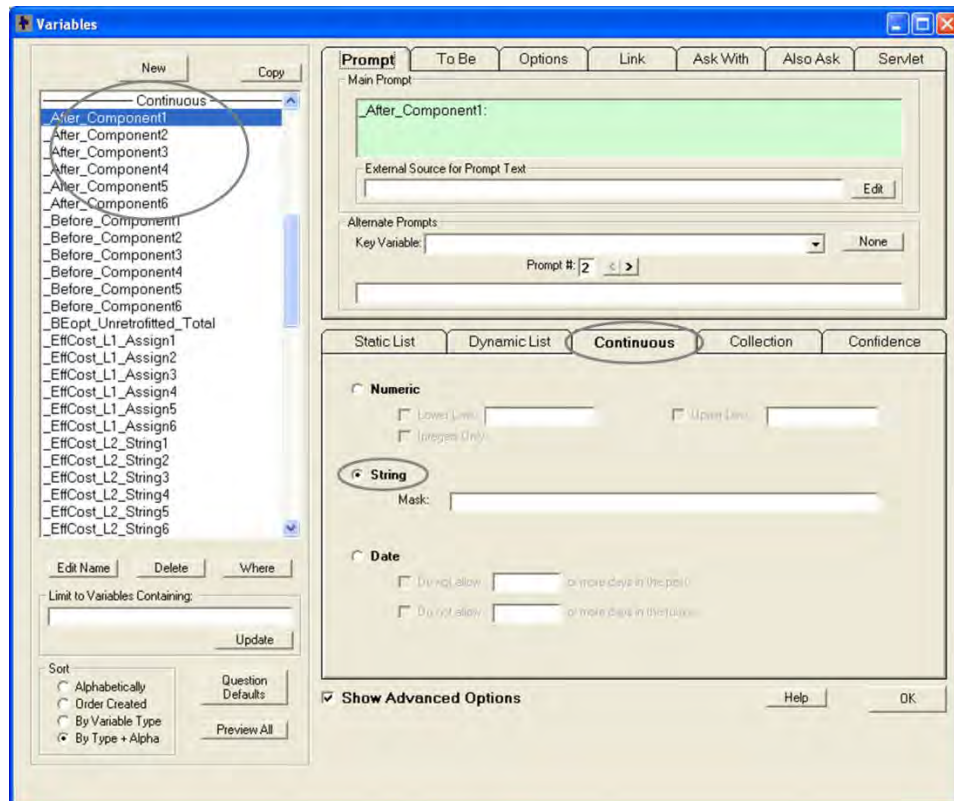 Variables
New
Copy
Continuous
_After_Component1
_After_Component2
_After_Component3
_After_Component4
_After_Component5
_After_Component6
_Before_Component1
_Before_Component2
_Before_Component3
_Before_Component4
_Before_Component5
_Before_Component6
_BEopt_Unretrofitted_Total
_EffCost_L1_Assign1
_EffCost_L1_Assign2
_EffCost_L1_Assign3
_EffCost_L1_Assign4
_EffCost_L1_Assign5
_EffCost_L1_Assign6
_EffCost_L2_String1
_EffCost_L2_String2
_EffCost_L2_String3
_EffCost_L2_String4
_EffCost_L2_String5
_EffCost_L2_String6
Edit Name Delete Where
Limit to Variables Containing:
Update
Sort
Alphabetically
Order Created
By Variable Type
By Type + Alpha
Question Defaults
Preview All
Prompt To Be Options Link Ask With Also Ask Servlet
Main Prompt
_After_Component1:
External Source for Prompt Text
Edit
Alternate Prompts
Key Variable: None
Prompt #: 2 < >
Static List Dynamic List Continuous Collection Confidence
Numeric
Lower Limit Upper Limit
Integers Only
String
Mask:
Date
Do not allow or more days in the past.
Do not allow or more days in the future.
Show Advanced Options Help OK